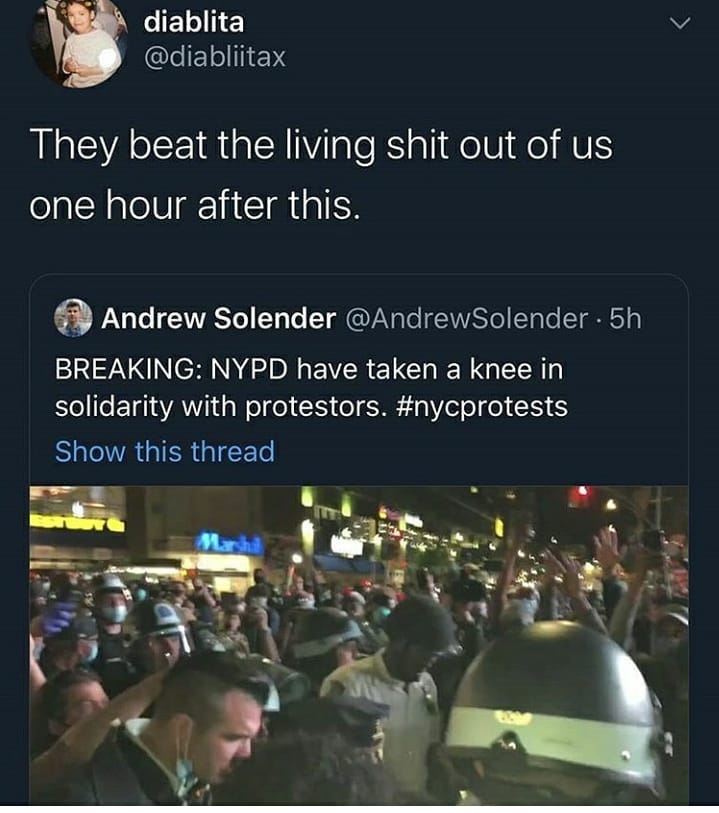 diablita
@diabliitax
They beat the living shit out of us
one hour after this.
Andrew Solender @AndrewSolender · 5h
BREAKING: NYPD have taken a knee in
solidarity with protestors. #nycprotests
Show this thread